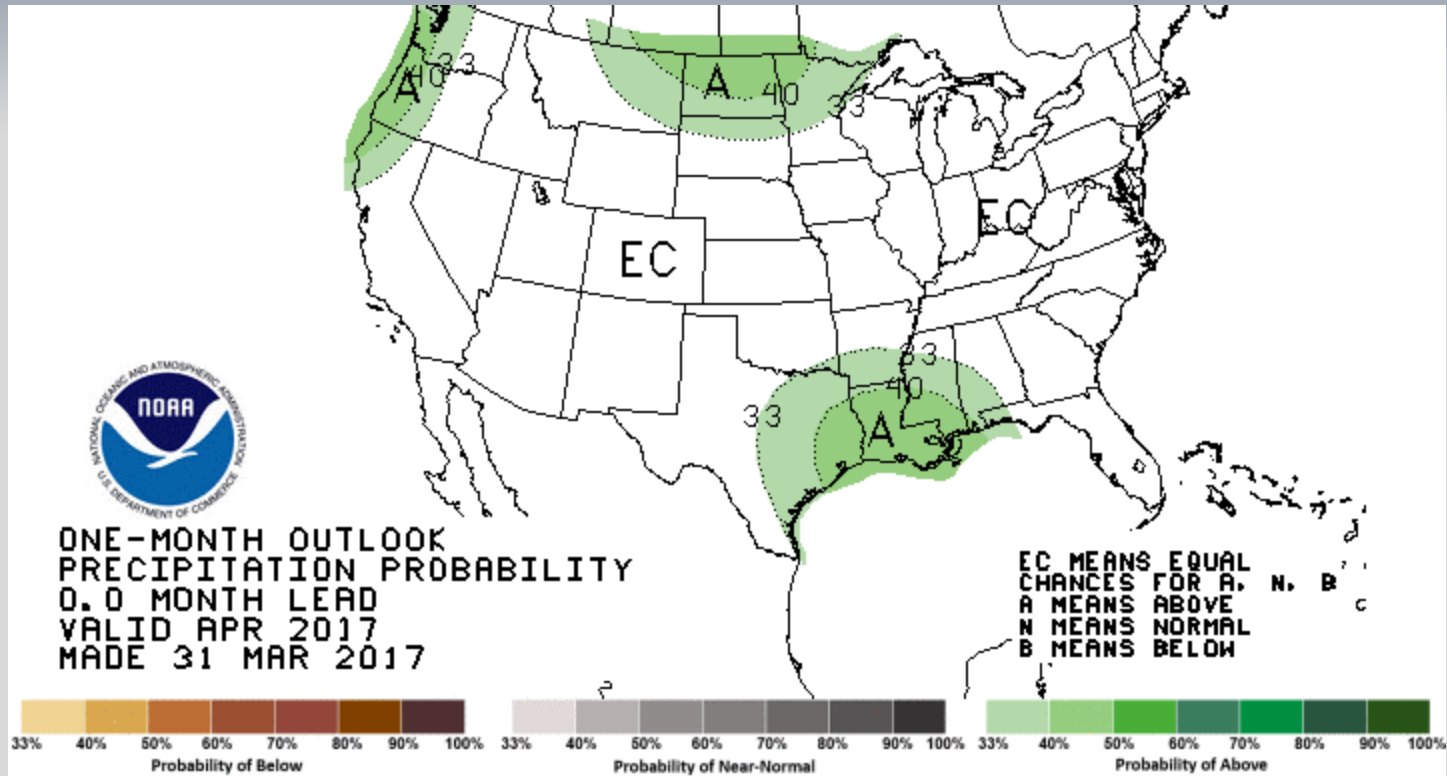 A
40
33
A
40
33
EC
EC
33
40
33
A
NATIONAL OCEANIC AND ATMOSPHERIC ADMINISTRATION
NOAA
U.S. DEPARTMENT OF COMMERCE
ONE-MONTH OUTLOOK
PRECIPITATION PROBABILITY
0.0 MONTH LEAD
VALID APR 2017
MADE 31 MAR 2017
EC MEANS EQUAL
CHANCES FOR A, N, B
A MEANS ABOVE
N MEANS NORMAL
B MEANS BELOW
33% 40% 50% 60% 70% 80% 90% 100%
Probability of Below
33% 40% 50% 60% 70% 80% 90% 100%
Probability of Near-Normal
33% 40% 50% 60% 70% 80% 90% 100%
Probability of Above